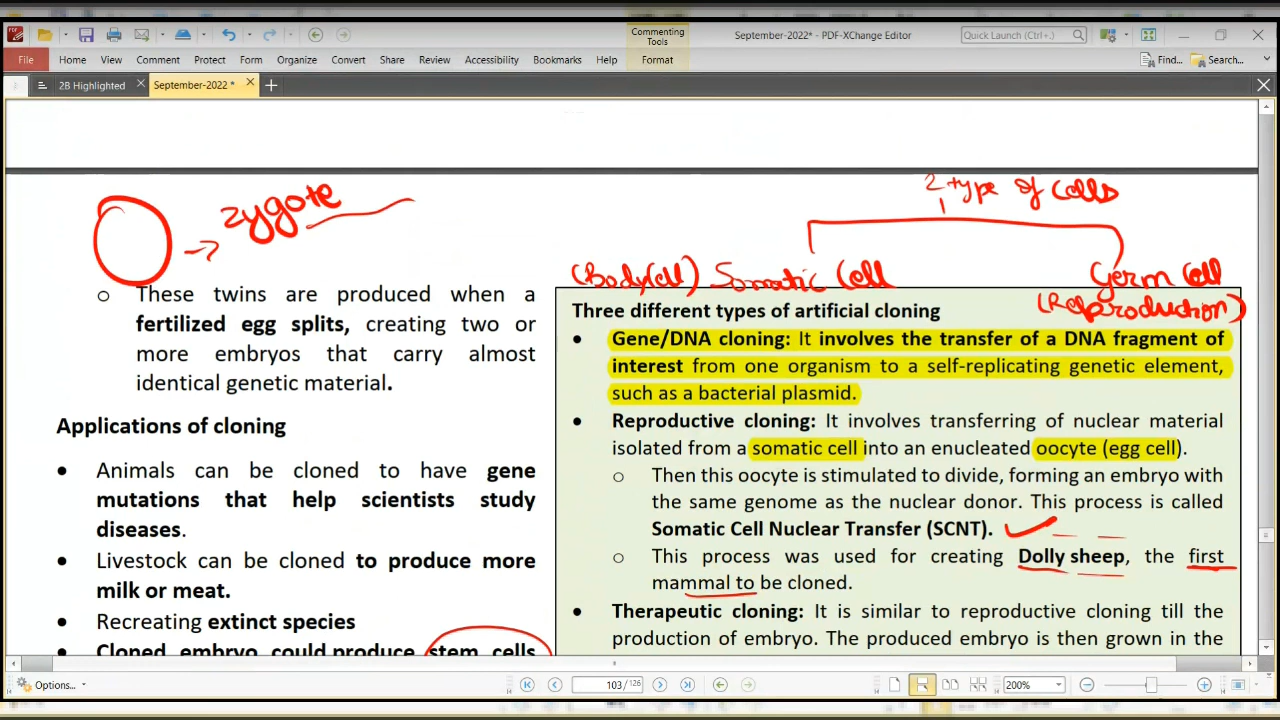 Commenting
Tools
September-2022* - PDF-XChange Editor
Quick Launch (Ctrl+.)
File Home View Comment Protect Form Organize Convert Share Review Accessibility Bookmarks Help Format
Find... Search...
2B Highlighted September-2022 *
zygote
o These twins are produced when a
fertilized egg splits, creating two or
more embryos that carry almost
identical genetic material.
Applications of cloning
• Animals can be cloned to have gene
mutations that help scientists study
diseases.
• Livestock can be cloned to produce more
milk or meat.
• Recreating extinct species
• Cloned embryo could produce stem cells
2 type of Cells
(Body Cell) Somatic Cell
Germ Cell
(Reproduction)
Three different types of artificial cloning
• Gene/DNA cloning: It involves the transfer of a DNA fragment of
interest from one organism to a self-replicating genetic element,
such as a bacterial plasmid.
• Reproductive cloning: It involves transferring of nuclear material
isolated from a somatic cell into an enucleated oocyte (egg cell).
o Then this oocyte is stimulated to divide, forming an embryo with
the same genome as the nuclear donor. This process is called
Somatic Cell Nuclear Transfer (SCNT).
o This process was used for creating Dolly sheep, the first
mammal to be cloned.
• Therapeutic cloning: It is similar to reproductive cloning till the
production of embryo. The produced embryo is then grown in the
Options... 103 / 126 200%